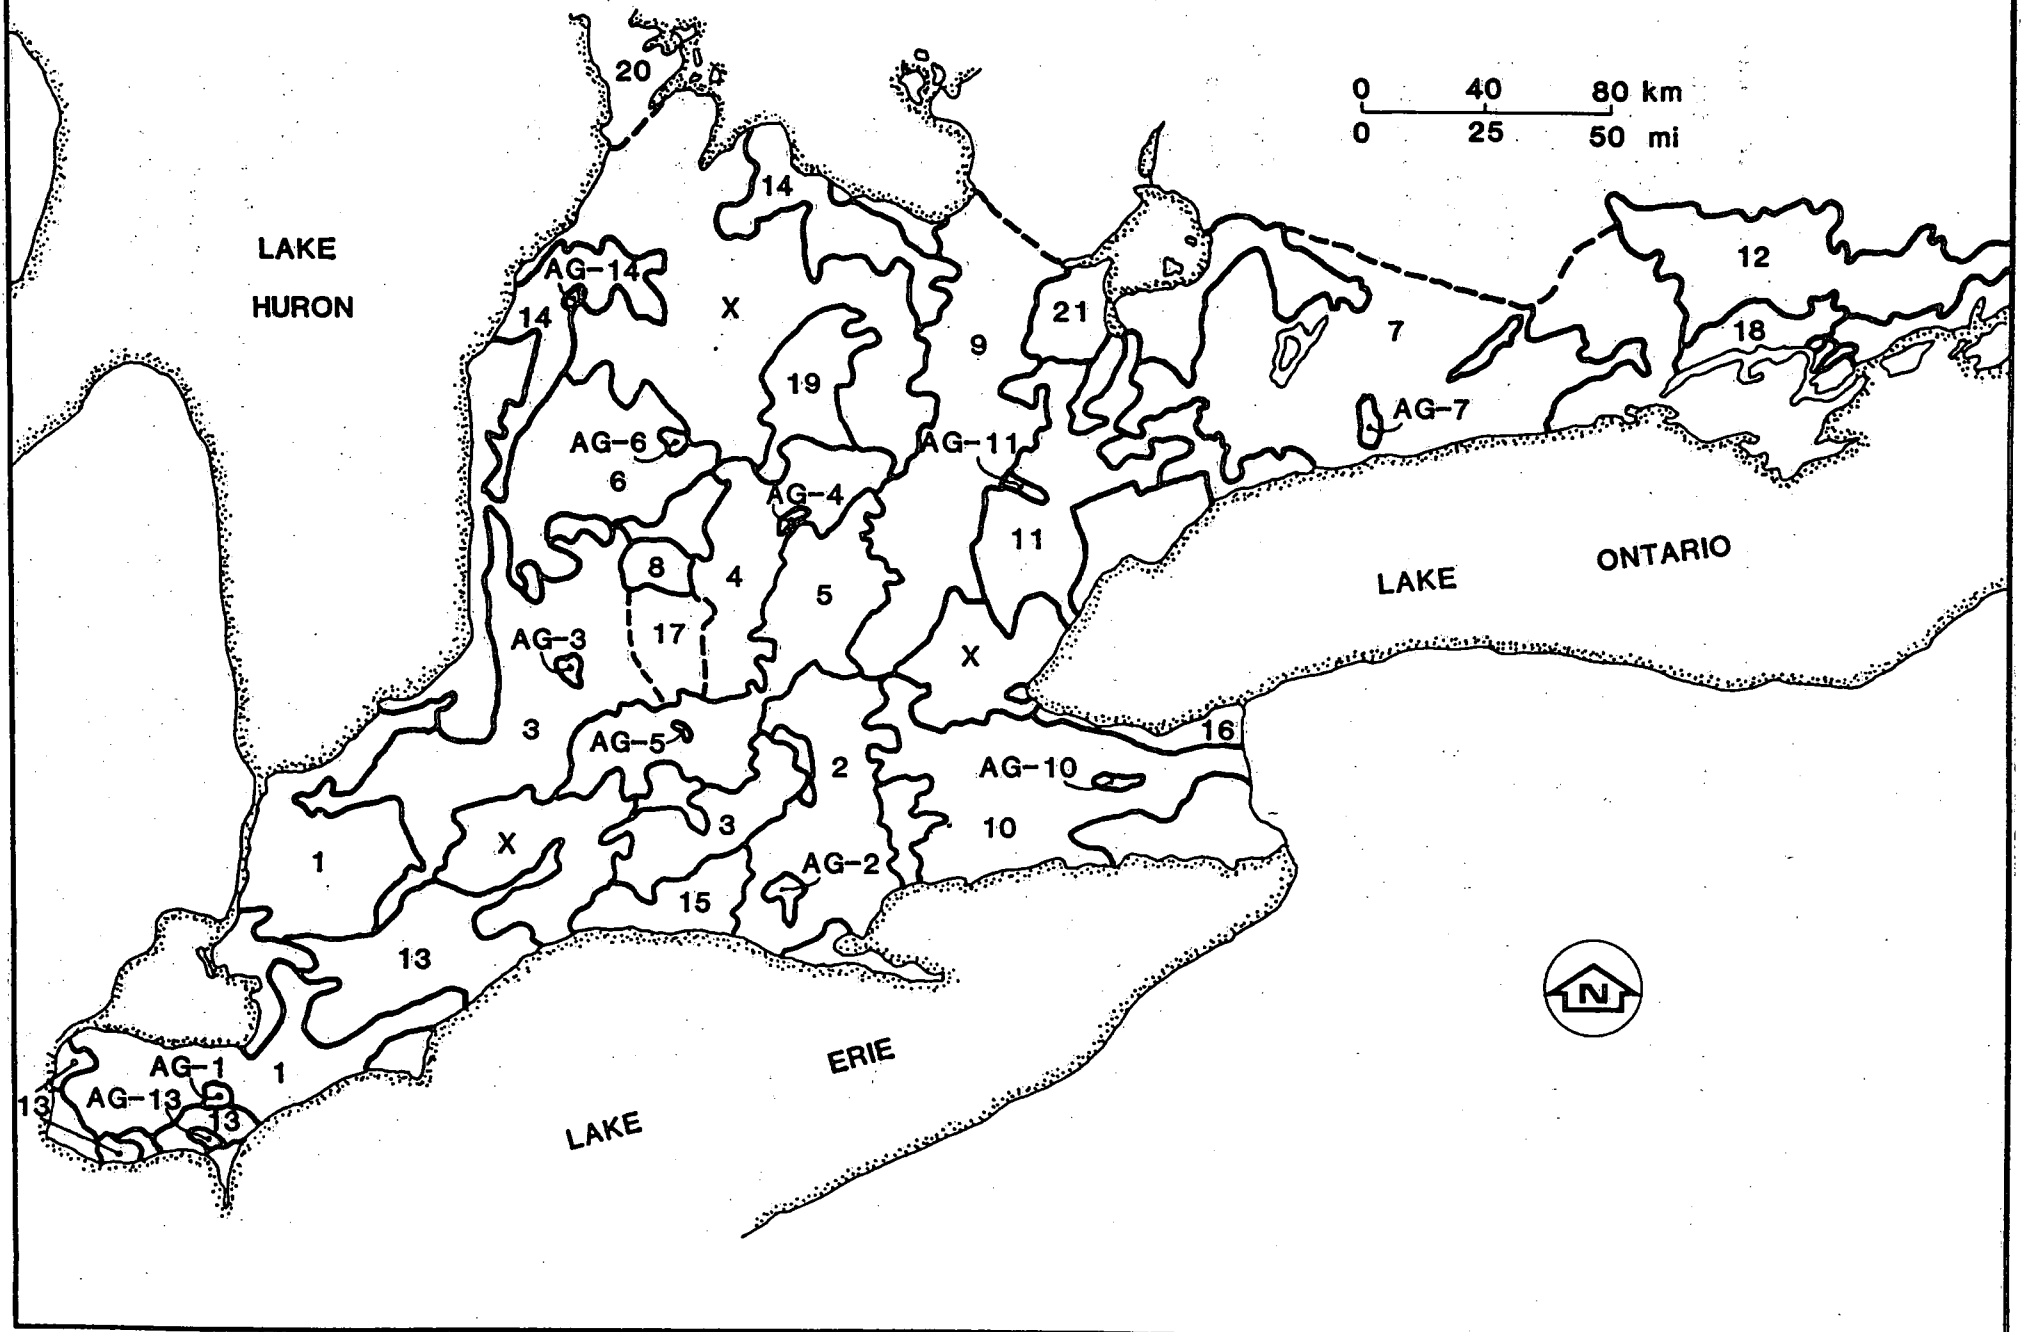 20
0 40 80 km
0 25 50 mi
14
LAKE
HURON
AG-14
12
14
X
21
9
7
18
19
AG-7
AG-6
AG-11
6
AG-4
11
8
4
5
LAKE ONTARIO
17
AG-3
X
3
AG-5
16
2
AG-10
3
10
X
1
AG-2
15
13
N
AG-1
1
ERIE
13
AG-13
13
LAKE